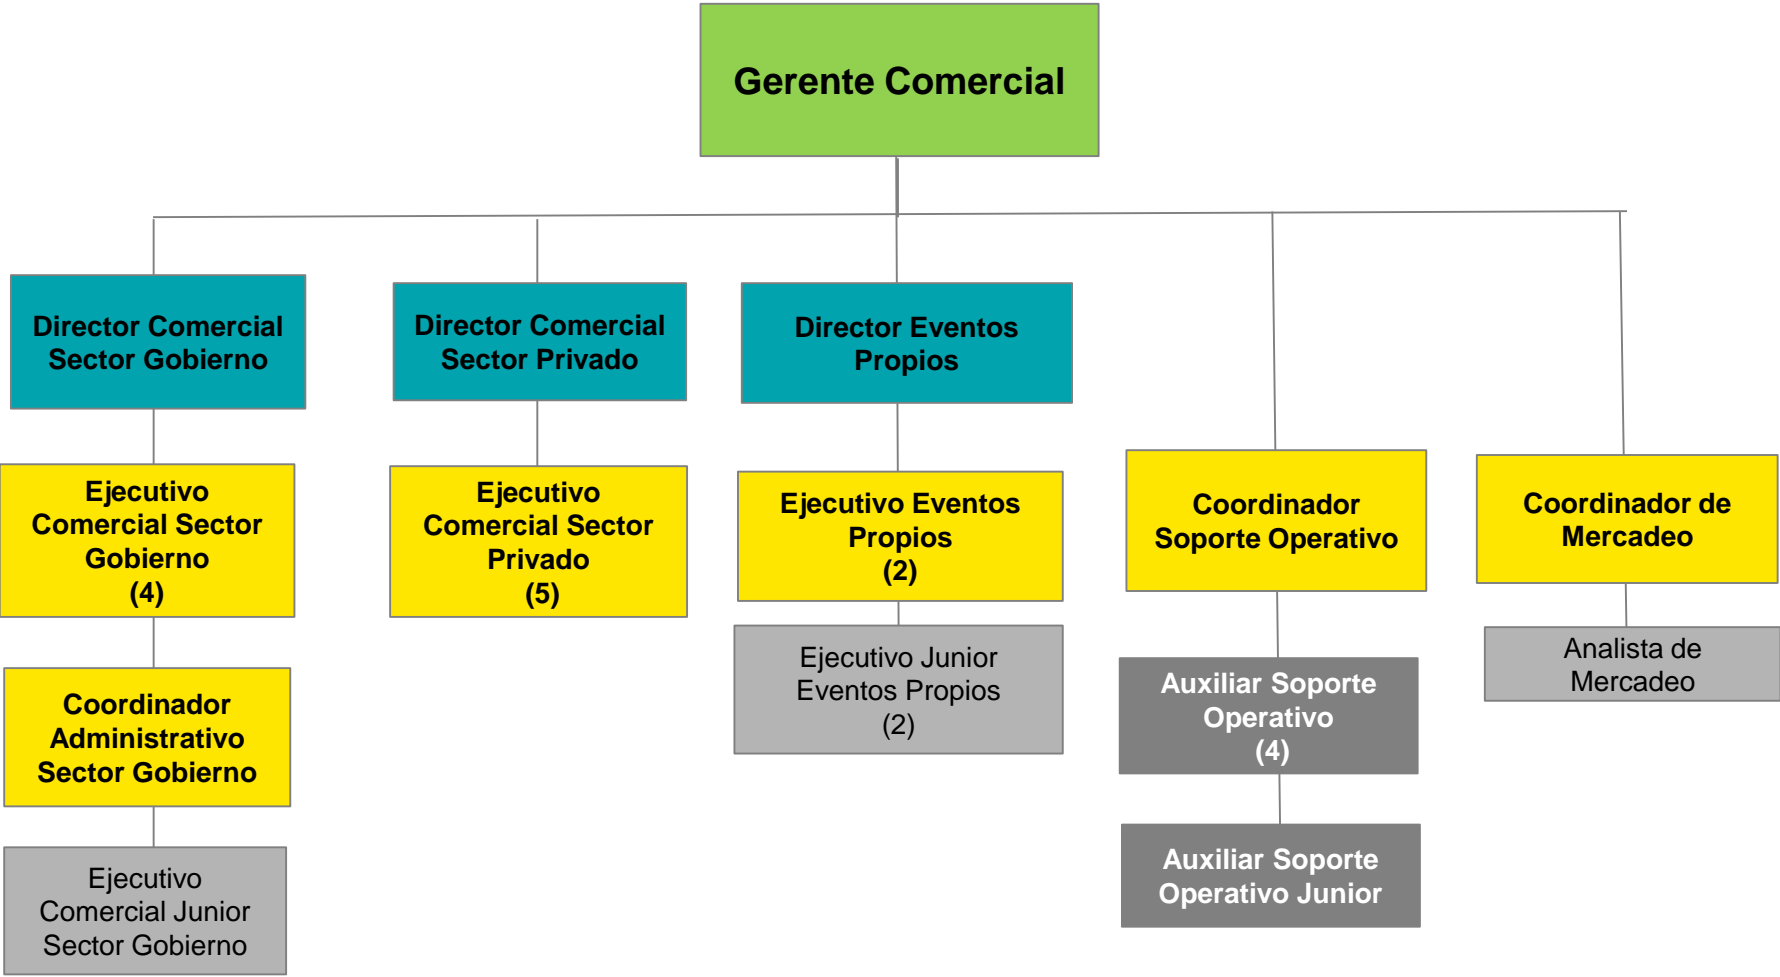 Gerente Comercial
Director Comercial
Sector Gobierno
Director Comercial
Sector Privado
Director Eventos
Propios
Ejecutivo
Comercial Sector
Gobierno
(4)
Ejecutivo
Comercial Sector
Privado
(5)
Ejecutivo Eventos
Propios
(2)
Coordinador
Soporte Operativo
Coordinador de
Mercadeo
Coordinador
Administrativo
Sector Gobierno
Ejecutivo Junior
Eventos Propios
(2)
Auxiliar Soporte
Operativo
(4)
Analista de
Mercadeo
Ejecutivo
Comercial Junior
Sector Gobierno
Auxiliar Soporte
Operativo Junior